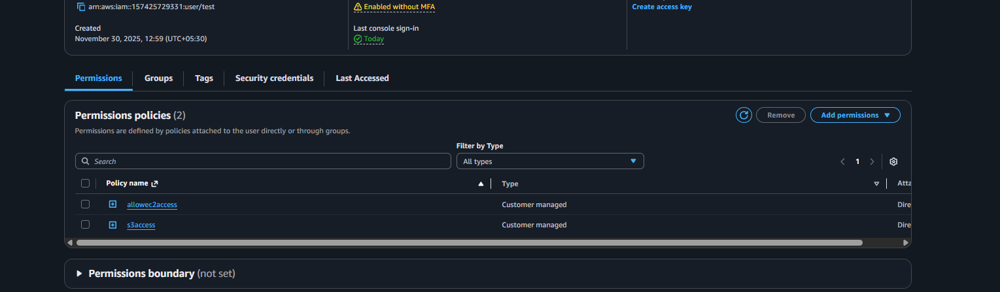 arn:aws:iam::157425729331:user/test
Enabled without MFA
Create access key
Created
November 30, 2025, 12:59 (UTC+05:30)
Last console sign-in
Today
Permissions
Groups
Tags
Security credentials
Last Accessed
Permissions policies (2)
Remove
Add permissions
Permissions are defined by policies attached to the user directly or through groups.
Filter by Type
Search
All types
1
Policy name
Type
Atta
allowec2access
Customer managed
Dire
s3access
Customer managed
Dire
Permissions boundary (not set)